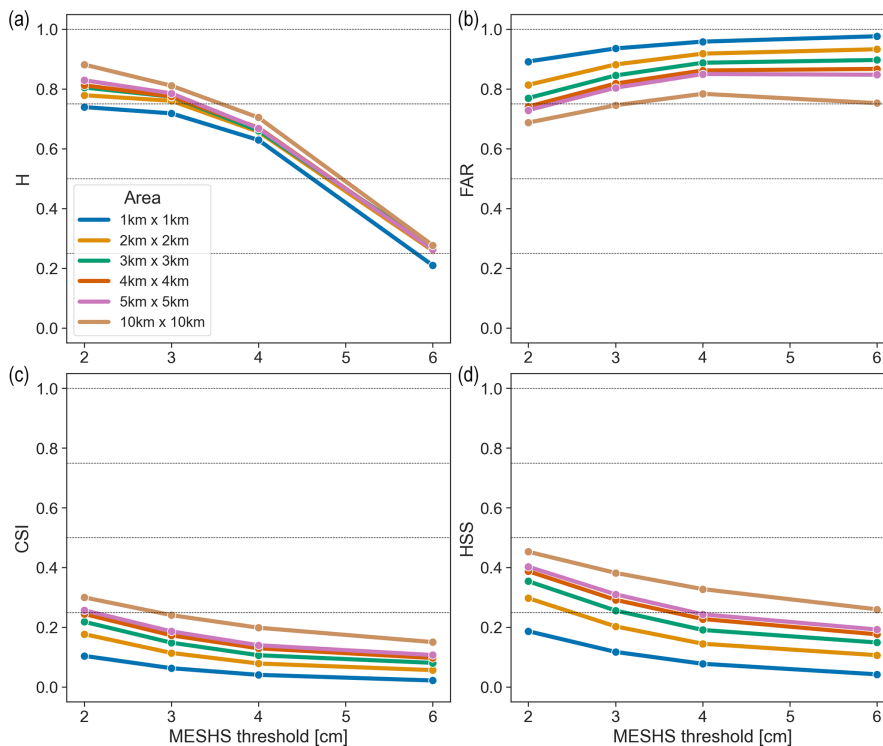 (a)
1.0
0.8
0.6
0.4
0.2
0.0
H
Area
1km x 1km
2km x 2km
3km x 3km
4km x 4km
5km x 5km
10km x 10km
2
3
4
5
6
(b)
1.0
0.8
0.6
0.4
0.2
0.0
FAR
2
3
4
5
6
(c)
1.0
0.8
0.6
0.4
0.2
0.0
CSI
2
3
4
5
6
MESHS threshold [cm]
(d)
1.0
0.8
0.6
0.4
0.2
0.0
HSS
2
3
4
5
6
MESHS threshold [cm]